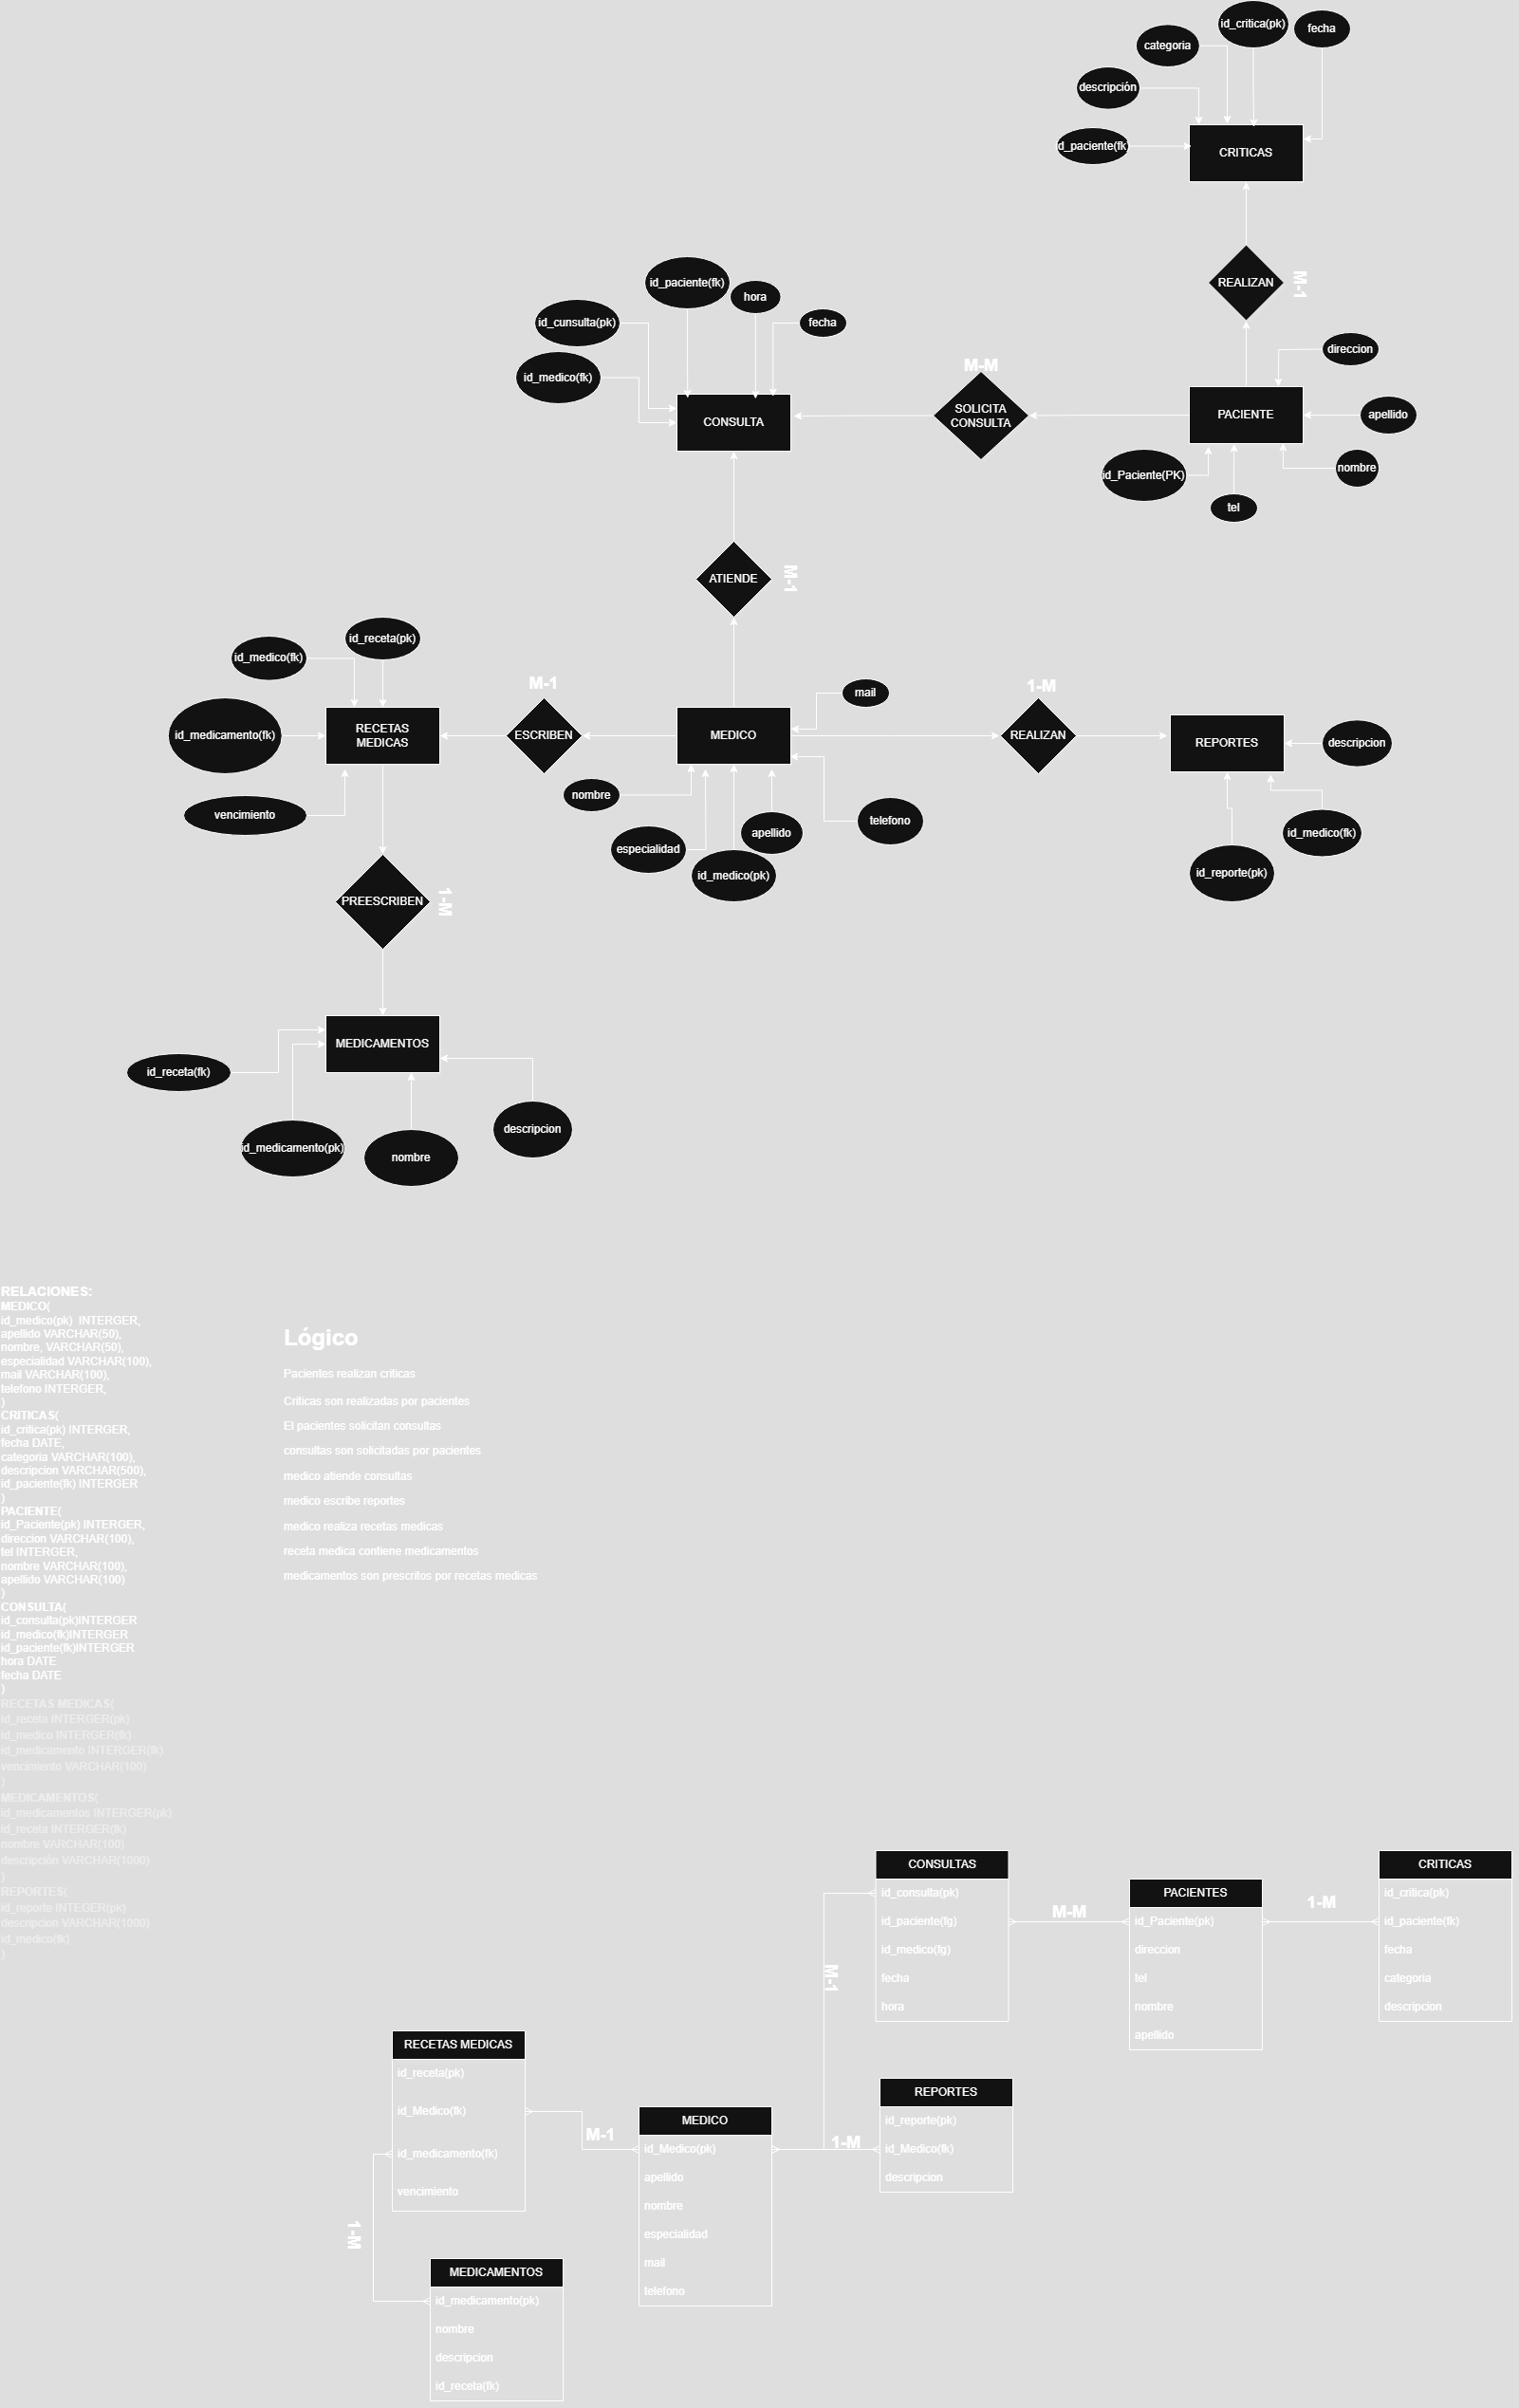 id_critica(pk)
fecha
categoria
descripción
id_paciente(fk)
CRITICAS
REALIZAN
M-1
id_paciente(fk)
hora
id_cunsulta(pk)
fecha
id_medico(fk)
CONSULTA
M-M
SOLICITA
CONSULTA
direccion
PACIENTE
apellido
id_Paciente(PK)
nombre
tel
ATIENDE
M-1
id_receta(pk)
id_medico(fk)
id_medicamento(fk)
RECETAS
MEDICAS
vencimiento
M-1
ESCRIBEN
MEDICO
mail
nombre
especialidad
apellido
id_medico(pk)
telefono
1-M
REALIZAN
REPORTES
descripcion
id_medico(fk)
id_reporte(pk)
PREESCRIBEN
1-M
MEDICAMENTOS
id_receta(fk)
id_medicamento(pk)
nombre
descripcion
RELACIONES:
MEDICO(
id_medico(pk) INTERGER,
apellido VARCHAR(50),
nombre, VARCHAR(50),
especialidad VARCHAR(100),
mail VARCHAR(100),
telefono INTERGER,
)
CRITICAS(
id_critica(pk) INTERGER,
fecha DATE,
categoria VARCHAR(100),
descripcion VARCHAR(500),
id_paciente(fk) INTERGER
)
PACIENTE(
id_Paciente(pk) INTERGER,
direccion VARCHAR(100),
tel INTERGER,
nombre VARCHAR(100),
apellido VARCHAR(100)
)
CONSULTA(
id_consulta(pk)INTERGER
id_medico(fk)INTERGER
id_paciente(fk)INTERGER
hora DATE
fecha DATE
)
RECETAS MEDICAS(
id_receta INTERGER(pk)
id_medico INTERGER(fk)
id_medicamento INTERGER(fk)
vencimiento VARCHAR(100)
)
MEDICAMENTOS(
id_medicamentos INTERGER(pk)
id_receta INTERGER(fk)
nombre VARCHAR(100)
descripción VARCHAR(1000)
)
REPORTES(
id_reporte INTEGER(pk)
descripcion VARCHAR(1000)
id_medico(fk)
)
Lógico
Pacientes realizan criticas
Criticas son realizadas por pacientes
El pacientes solicitan consultas
consultas son solicitadas por pacientes
medico atiende consultas
medico escribe reportes
medico realiza recetas medicas
receta medica contiene medicamentos
medicamentos son prescritos por recetas medicas
CONSULTAS
id_consulta(pk)
id_paciente(fg)
id_medico(fg)
fecha
hora
M-M
PACIENTES
id_Paciente(pk)
direccion
tel
nombre
apellido
1-M
CRITICAS
id_critica(pk)
id_paciente(fk)
fecha
categoria
descripcion
M-1
RECETAS MEDICAS
id_receta(pk)
id_Medico(fk)
id_medicamento(fk)
vencimiento
M-1
MEDICO
id_Medico(pk)
apellido
nombre
especialidad
mail
telefono
1-M
REPORTES
id_reporte(pk)
id_Medico(fk)
descripcion
1-M
MEDICAMENTOS
id_medicamento(pk)
nombre
descripcion
id_receta(fk)